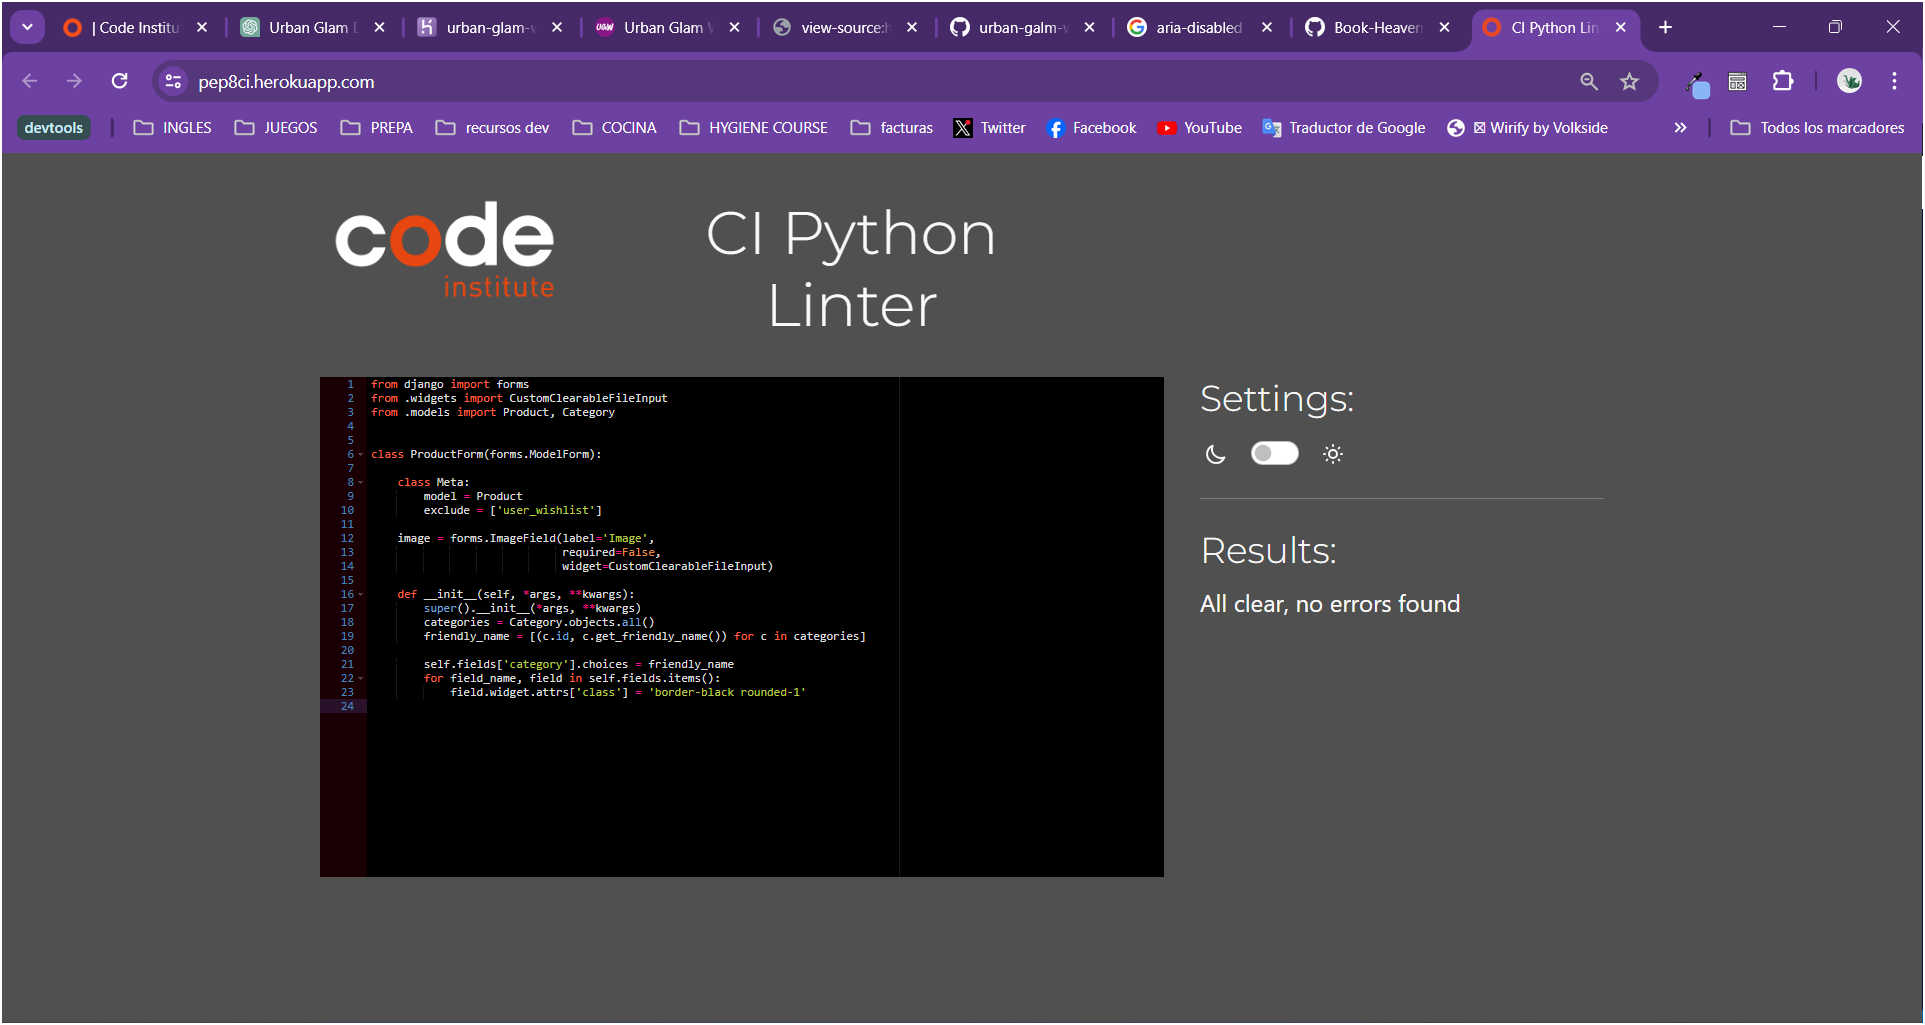 | Code Institu
Urban Glam
urban-glam-w
Urban Glam
view-source:h
urban-galm-w
aria-disabled
Book-Heaven
CI Python Lin
pep8ci.herokuapp.com
devtools
INGLES
JUEGOS
PREPA
recursos dev
COCINA
HYGIENE COURSE
facturas
Twitter
Facebook
YouTube
Traductor de Google
Wirify by Volkside
Todos los marcadores
code
institute
CI Python
Linter
1 from django import forms
2 from .widgets import CustomClearableFileInput
3 from .models import Product, Category
4
5
6 class ProductForm(forms.ModelForm):
7
8 class Meta:
9 model = Product
10 exclude = ['user_wishlist']
11
12 image = forms.ImageField(label='Image',
13 required=False,
14 widget=CustomClearableFileInput)
15
16 def __init__(self, *args, **kwargs):
17 super().__init__(*args, **kwargs)
18 categories = Category.objects.all()
19 friendly_name = [(c.id, c.get_friendly_name()) for c in categories]
20
21 self.fields['category'].choices = friendly_name
22 for field_name, field in self.fields.items():
23 field.widget.attrs['class'] = 'border-black rounded-1'
24
Settings:
Results:
All clear, no errors found